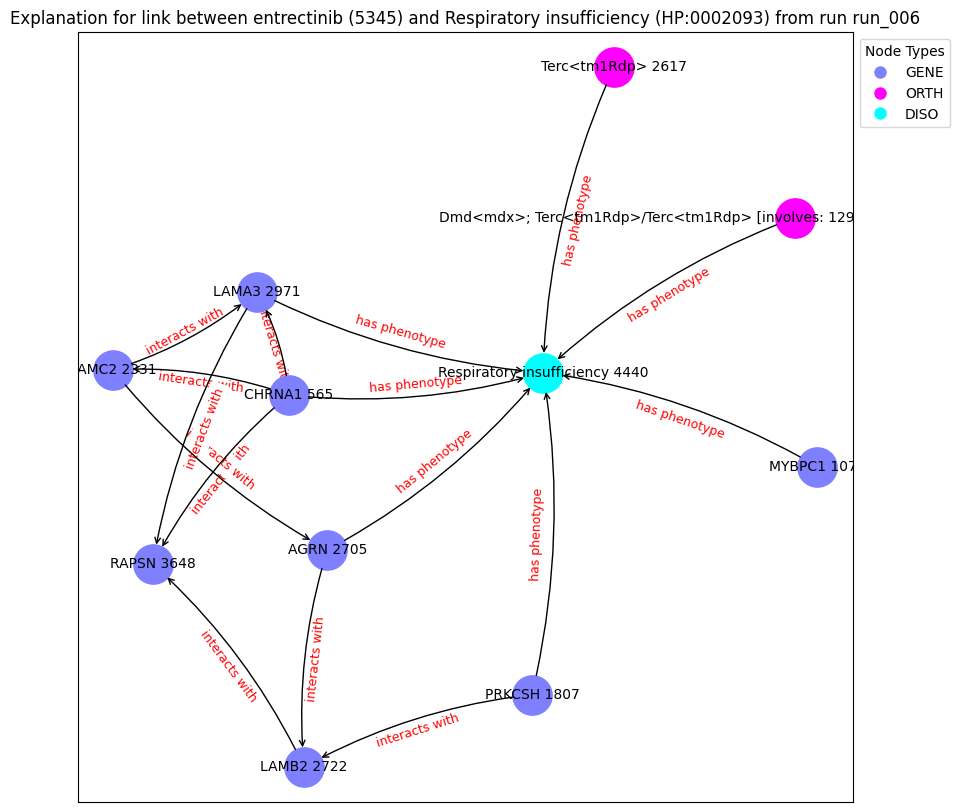 Explanation for link between entrectinib (5345) and Respiratory insufficiency (HP:0002093) from run run_006
Node Types
GENE
ORTH
DISO
Terc<tm1Rdp> 2617
has phenotype
Dmd<mdx>; Terc<tm1Rdp>/Terc<tm1Rdp> [involves: 129
has phenotype
LAMA3 2971
interacts with
has phenotype
interacts wi
AMC2 2331
interacts with
CHRNA1 565
has phenotype
Respiratory insufficiency 4440
interacts with
has phenotype
has phenotype
MYBPC1 107
acts with
interact ith
AGRN 2705
RAPSN 3648
has phenotype
interacts with
interacts with
PRKCSH 1807
interacts with
LAMB2 2722